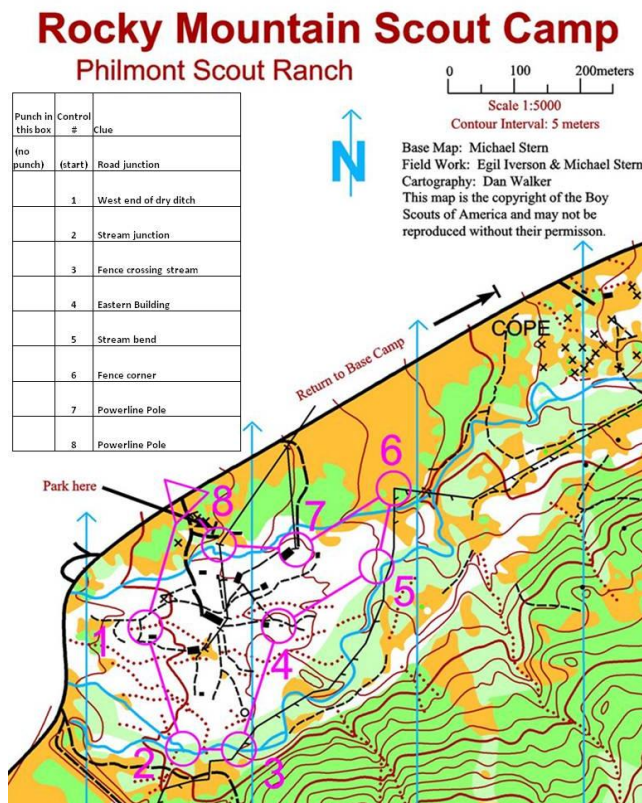 Rocky Mountain Scout Camp
Philmont Scout Ranch
0 100 200meters
Scale 1:5000
Contour Interval: 5 meters
N
Base Map: Michael Stern
Field Work: Egil Iverson & Michael Stern
Cartography: Dan Walker
This map is the copyright of the Boy
Scouts of America and may not be
reproduced without their permisson.
Punch in this box Control # Clue
(no punch) (start) Road junction
1 West end of dry ditch
2 Stream junction
3 Fence crossing stream
4 Eastern Building
5 Stream bend
6 Fence corner
7 Powerline Pole
8 Powerline Pole
COPE
Return to Base Camp
Park here
6
8
7
5
1
4
2
3